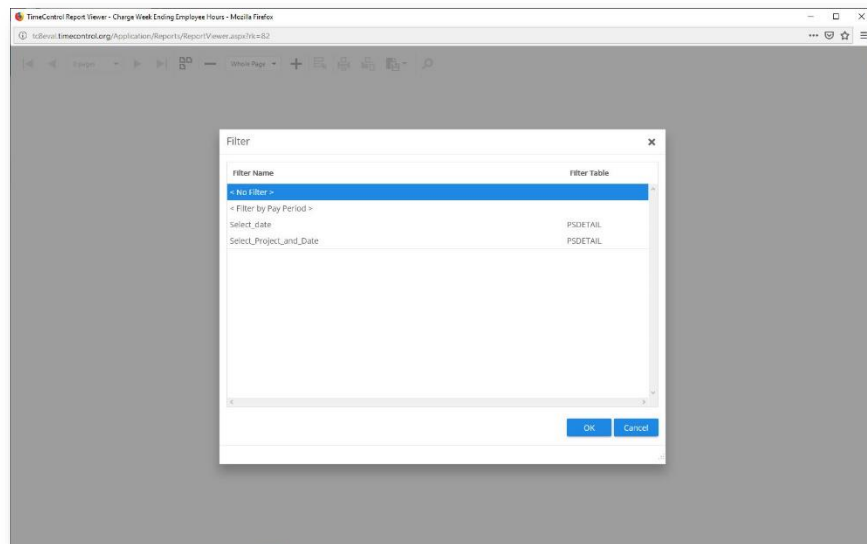 TimeControl Report Viewer - Charge Week Ending Employee Hours - Mozilla Firefox
tc8eval.timecontrol.org/Application/Reports/ReportViewer.aspx?rk=82
Whole Page
Filter
Filter Name Filter Table
< No Filter >
< Filter by Pay Period >
Select_date PSDETAIL
Select_Project_and_Date PSDETAIL
OK Cancel